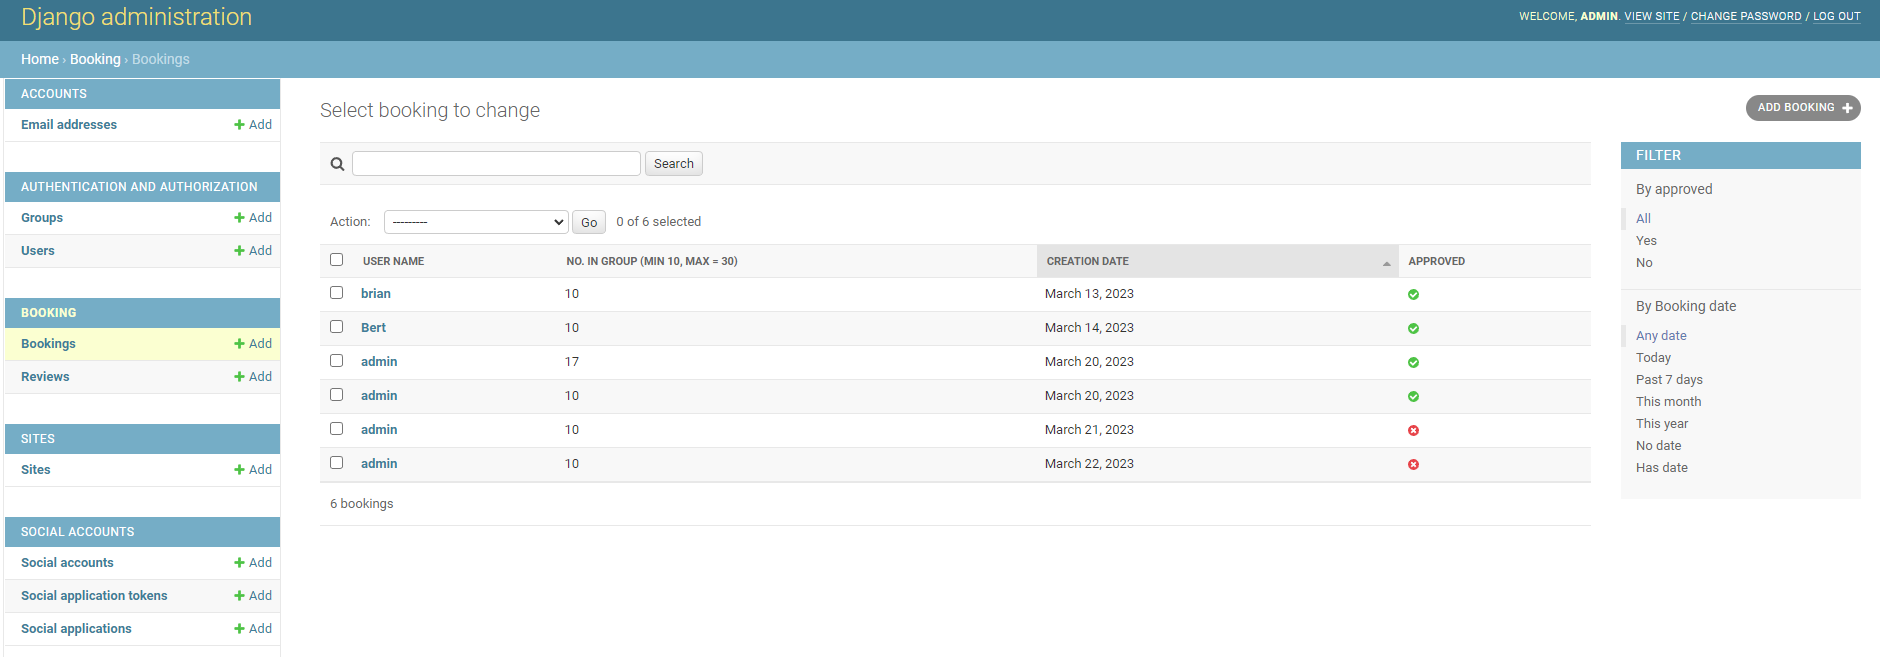 Django administration
WELCOME, ADMIN. VIEW SITE / CHANGE PASSWORD / LOG OUT
Home › Booking › Bookings
ACCOUNTS
Email addresses Add
AUTHENTICATION AND AUTHORIZATION
Groups Add
Users Add
BOOKING
Bookings Add
Reviews Add
SITES
Sites Add
SOCIAL ACCOUNTS
Social accounts Add
Social application tokens Add
Social applications Add
Select booking to change
ADD BOOKING
Search
Action: --------- Go 0 of 6 selected
USER NAME NO. IN GROUP (MIN 10, MAX = 30) CREATION DATE APPROVED
brian 10 March 13, 2023
Bert 10 March 14, 2023
admin 17 March 20, 2023
admin 10 March 20, 2023
admin 10 March 21, 2023
admin 10 March 22, 2023
6 bookings
FILTER
By approved
All
Yes
No
By Booking date
Any date
Today
Past 7 days
This month
This year
No date
Has date